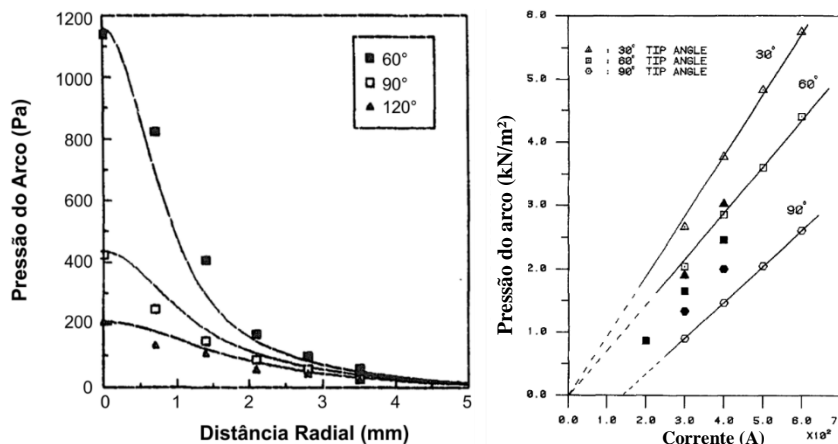 Pressão do Arco (Pa)
1200
1000
800
600
400
200
0
60°
90°
120°
0 1 2 3 4 5
Distância Radial (mm)
Pressão do arco (kN/m²)
6.0
5.0
4.0
3.0
2.0
1.0
0.0
: 30° TIP ANGLE
: 60° TIP ANGLE
: 90° TIP ANGLE
30°
60°
90°
0.0 1.0 2.0 3.0 4.0 5.0 6.0 7
Corrente (A)
X10²